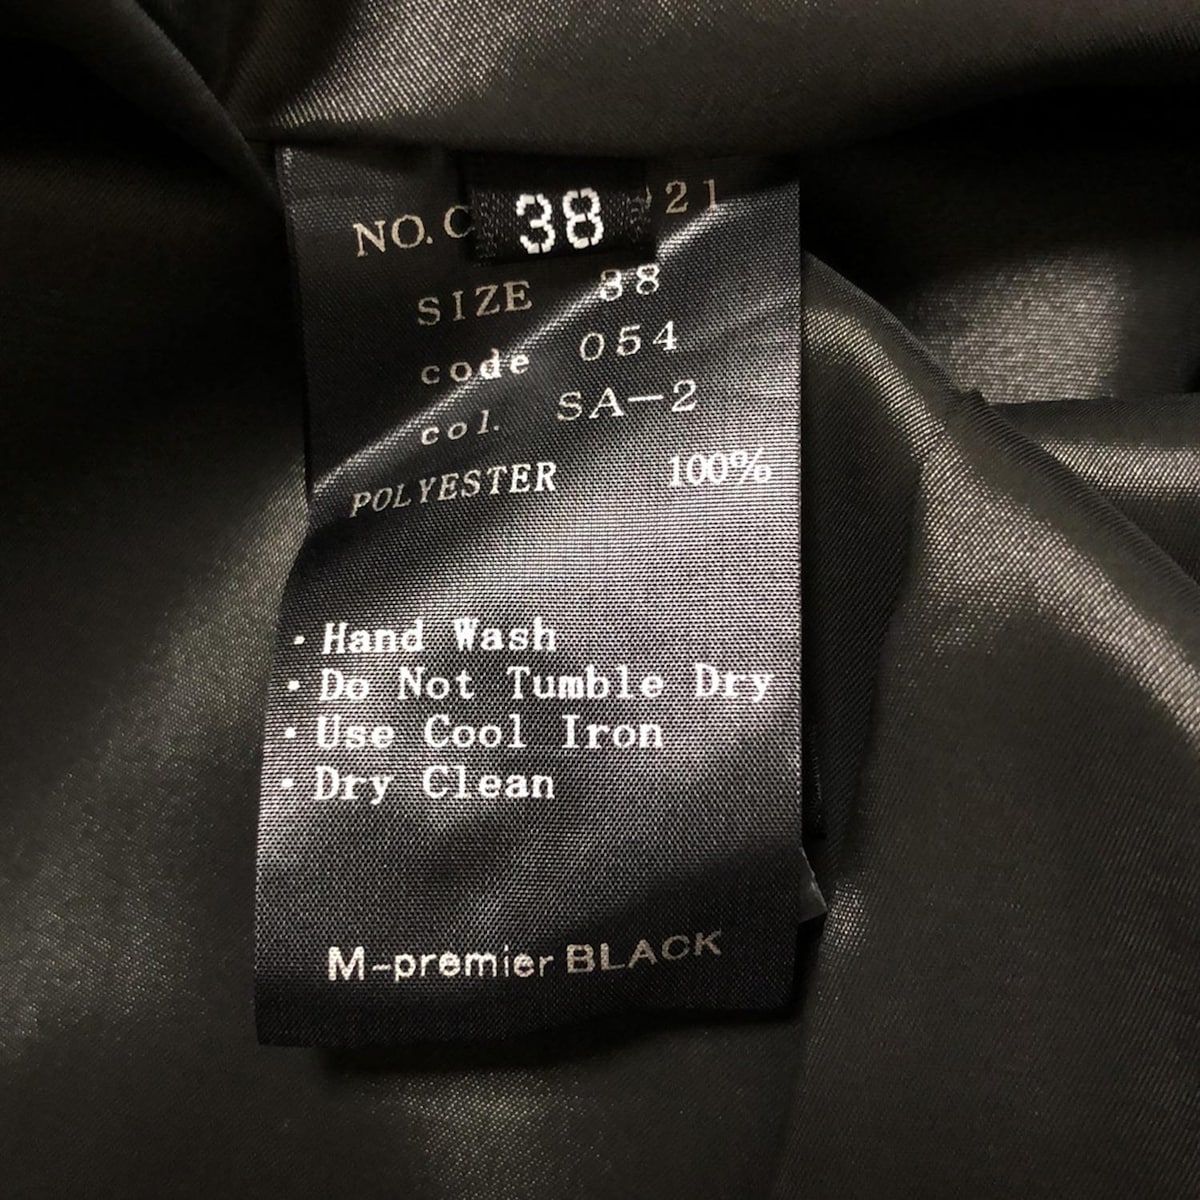 38
NO.C 21
SIZE 38
code 054
col. SA-2
POLYESTER 100%
・Hand Wash
・Do Not Tumble Dry
・Use Cool Iron
・Dry Clean
M-premier BLACK